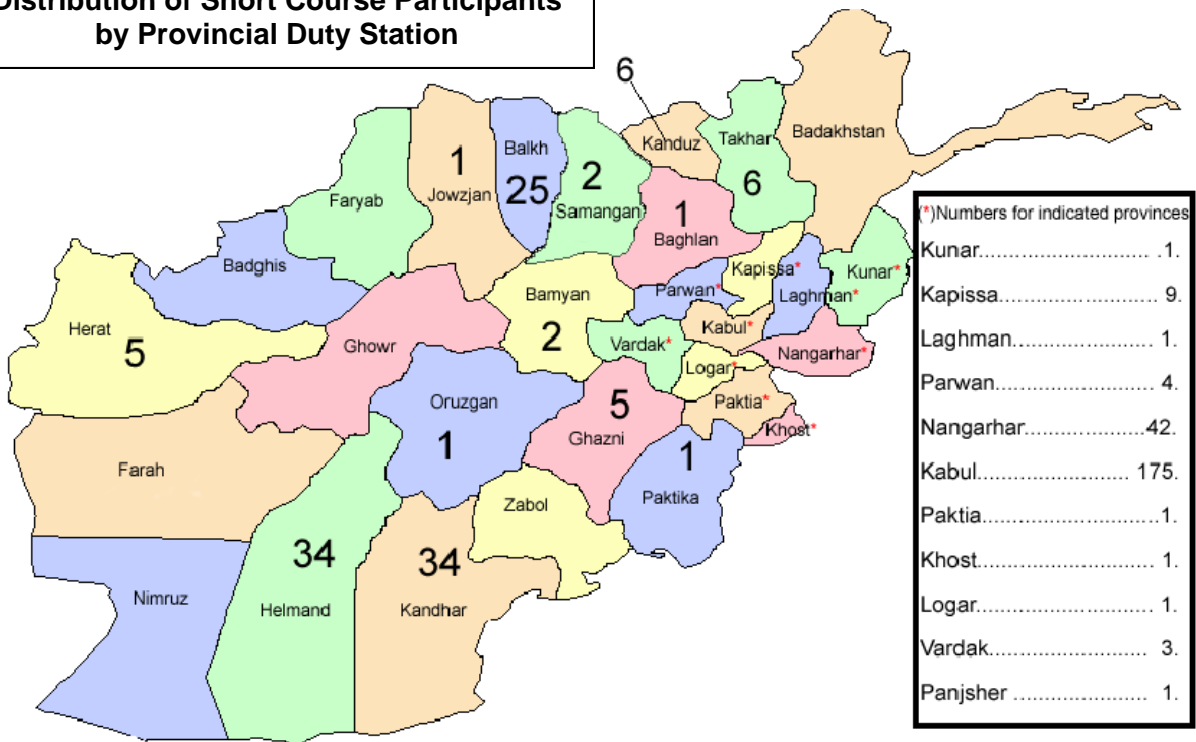 Distribution of Short Course Participants
by Provincial Duty Station
6
Kanduz
Takhar
6
Badakhstan
Balkh
25
1
Jowzjan
2
Samangan
Faryab
1
Baghlan
Badghis
Herat
5
Ghowr
Bamyan
2
Parwan*
Kapissa*
Laghman*
Kunar*
Vardak*
Kabul*
Logar*
Nangarhar*
Paktia*
Khost*
Oruzgan
1
5
Ghazni
1
Paktika
Farah
Zabol
Nimruz
34
Helmand
34
Kandhar
(*)Numbers for indicated provinces
Kunar............................ .1.
Kapissa........................... 9.
Laghman....................... 1.
Parwan.......................... 4.
Nangarhar....................42.
Kabul.......................... 175.
Paktia............................1.
Khost............................ 1.
Logar............................. 1.
Vardak.......................... 3.
Panjsher ...................... 1.